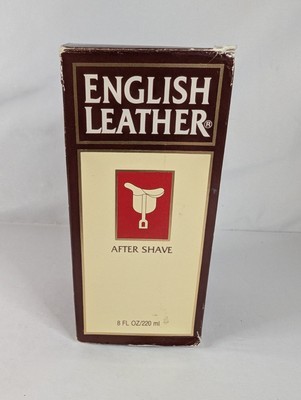 ENGLISH
LEATHER®
AFTER SHAVE
8 FL. OZ/220 ml